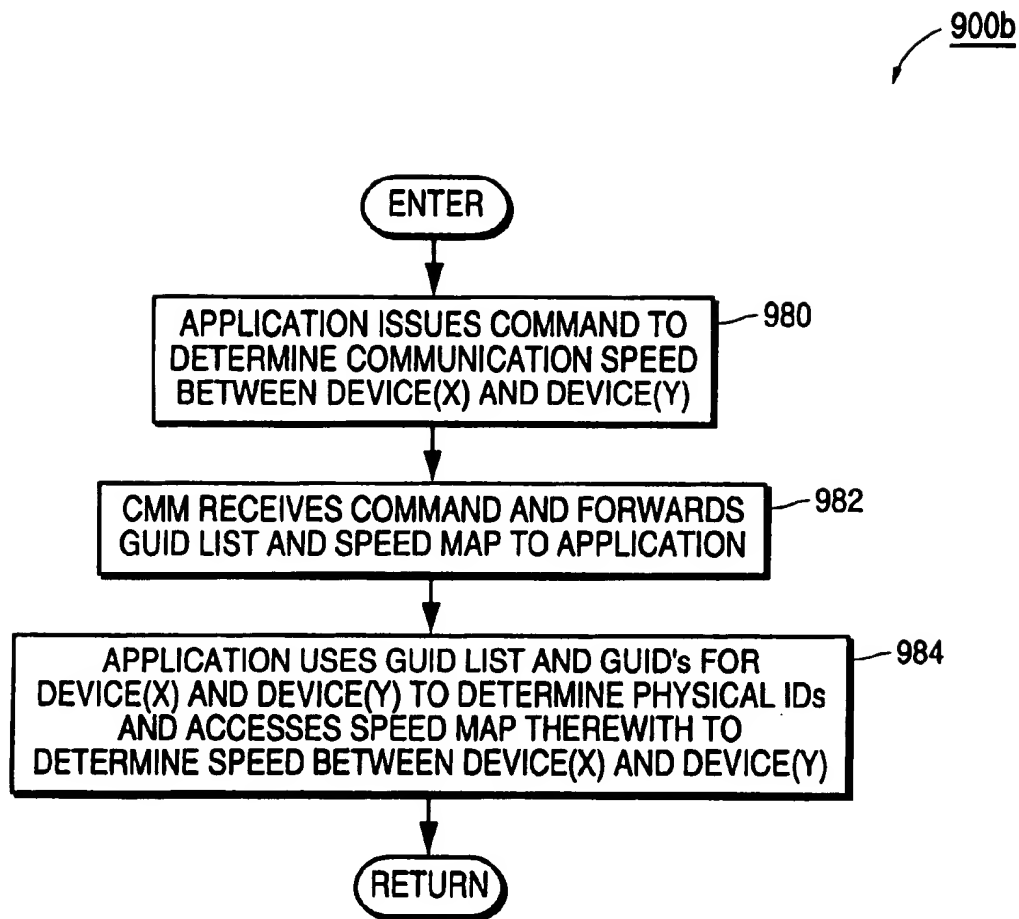 900b
ENTER
APPLICATION ISSUES COMMAND TO
DETERMINE COMMUNICATION SPEED
BETWEEN DEVICE(X) AND DEVICE(Y)
980
CMM RECEIVES COMMAND AND FORWARDS
GUID LIST AND SPEED MAP TO APPLICATION
982
APPLICATION USES GUID LIST AND GUID's FOR
DEVICE(X) AND DEVICE(Y) TO DETERMINE PHYSICAL IDs
AND ACCESSES SPEED MAP THEREWITH TO
DETERMINE SPEED BETWEEN DEVICE(X) AND DEVICE(Y)
984
RETURN